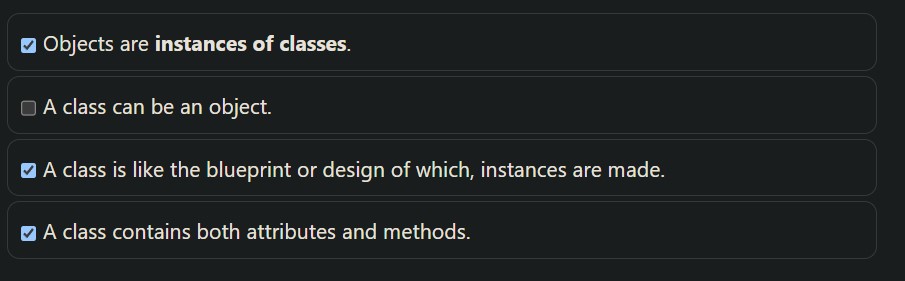 Objects are instances of classes.
A class can be an object.
A class is like the blueprint or design of which, instances are made.
A class contains both attributes and methods.